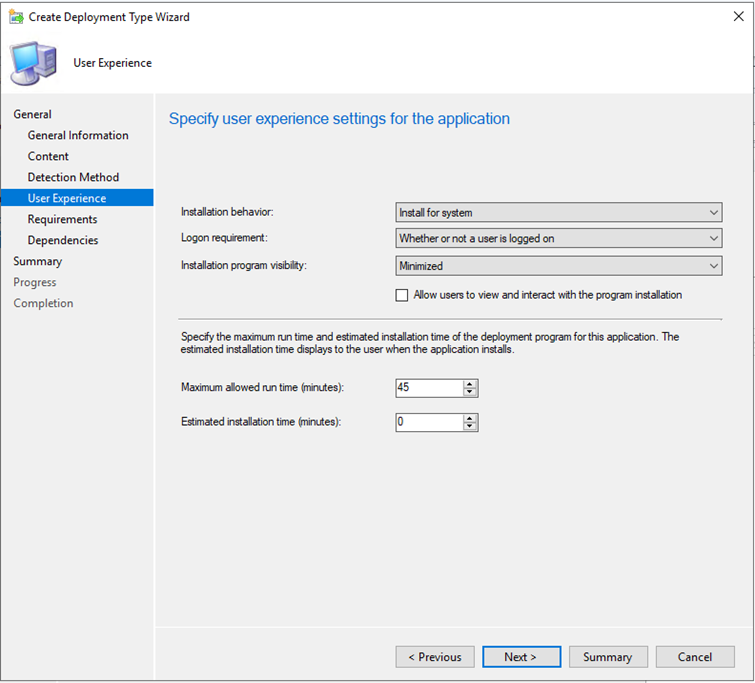 Create Deployment Type Wizard
User Experience
General
General Information
Content
Detection Method
User Experience
Requirements
Dependencies
Summary
Progress
Completion
Specify user experience settings for the application
Installation behavior: Install for system
Logon requirement: Whether or not a user is logged on
Installation program visibility: Minimized
Allow users to view and interact with the program installation
Specify the maximum run time and estimated installation time of the deployment program for this application. The
estimated installation time displays to the user when the application installs.
Maximum allowed run time (minutes): 45
Estimated installation time (minutes): 0
< Previous Next > Summary Cancel